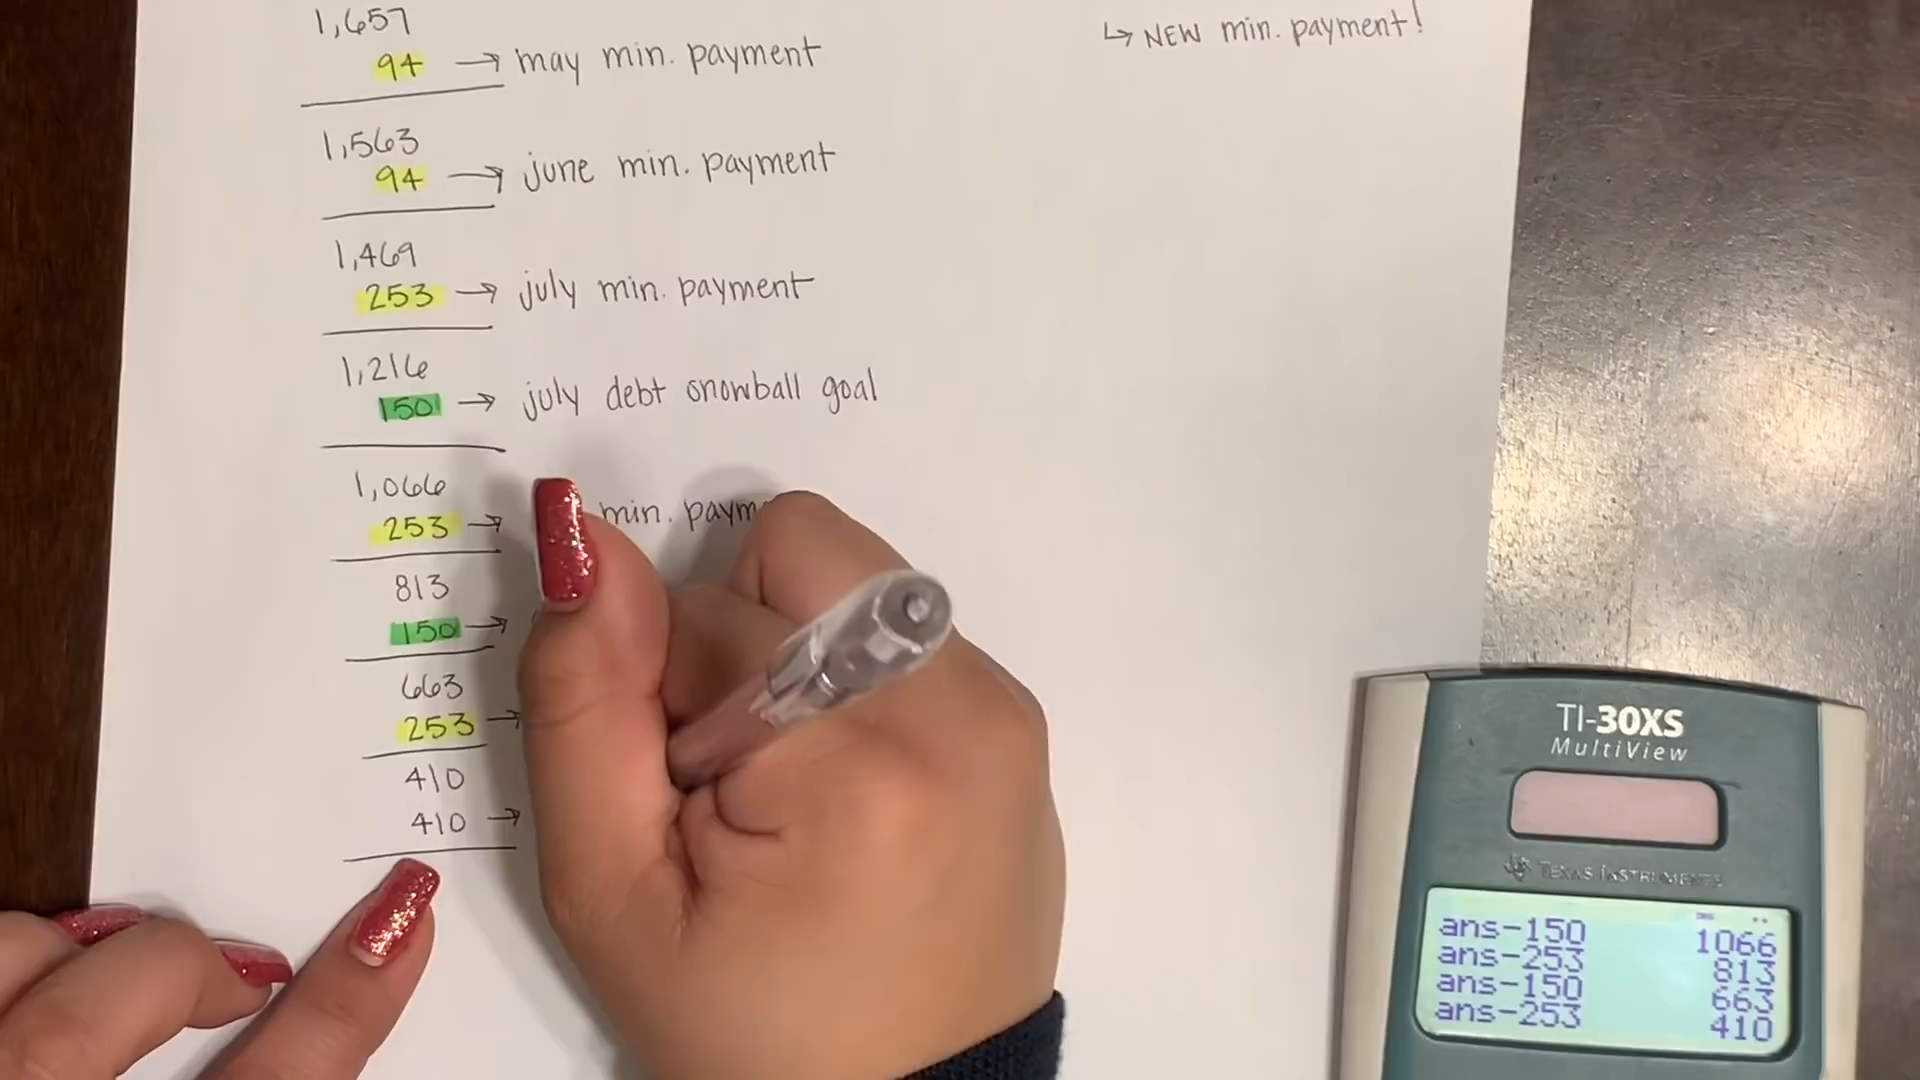 1,657
↳ NEW min. payment!
94 → may min. payment
1,563
94 → june min. payment
1,469
253 → july min. payment
1,216
150 → july debt snowball goal
1,066
253 → min. paym
813
150 →
663
253 →
410
410 →
TI-30XS
MultiView
TEXAS INSTRUMENTS
ans-150 1066
ans-253 813
ans-150 663
ans-253 410